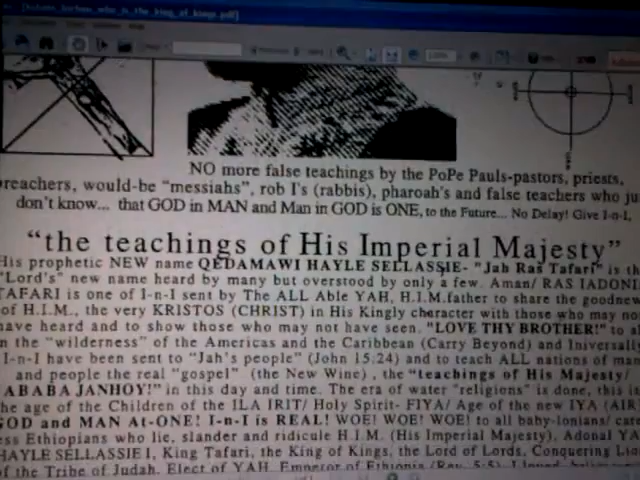 NO more false teachings by the PoPe Pauls-pastors, priests,
preachers, would-be "messiahs", rob I's (rabbis), pharoah's and false teachers who ju
don't know... that GOD in MAN and Man in GOD is ONE, to the Future... No Delay! Give I-n-I,
"the teachings of His Imperial Majesty"
His prophetic NEW name QEDAMAWI HAYLE SELLASSIE- "Jah Ras Tafari" is th
"Lord's" new name heard by many but overstood by only a few. Aman/ RAS IADONI
TAFARI is one of I-n-I sent by The ALL Able YAH, H.I.M.father to share the goodne
of H.I.M., the very KRISTOS (CHRIST) in His Kingly character with those who may no
have heard and to show those who may not have seen. "LOVE THY BROTHER!" to a
n the "wilderness" of the Americas and the Caribbean (Carry Beyond) and Iniversall
I-n-I have been sent to "Jah's people" (John 15:24) and to teach ALL nations of man
and people the real "gospel" (the New Wine) , the "teachings of His Majesty/
ABABA JANHOY!" in this day and time. The era of water "religions" is done, this is
he age of the Children of the ILA IRIT/ Holy Spirit- FIYA/ Age of the new IYA (AIR
GOD and MAN At-ONE! I-n-I is REAL! WOE! WOE! WOE! to all baby-lonians/ cate
ess Ethiopians who lie, slander and ridicule H.I.M. (His Imperial Majesty), Adonal YA
HAYLE SELLASSIE I, King Tafari, the King of Kings, the Lord of Lords, Conquering Lio
of the Tribe of Judah, Elect of YAH, Emperor of Ethiopia (Rev. 5:5).